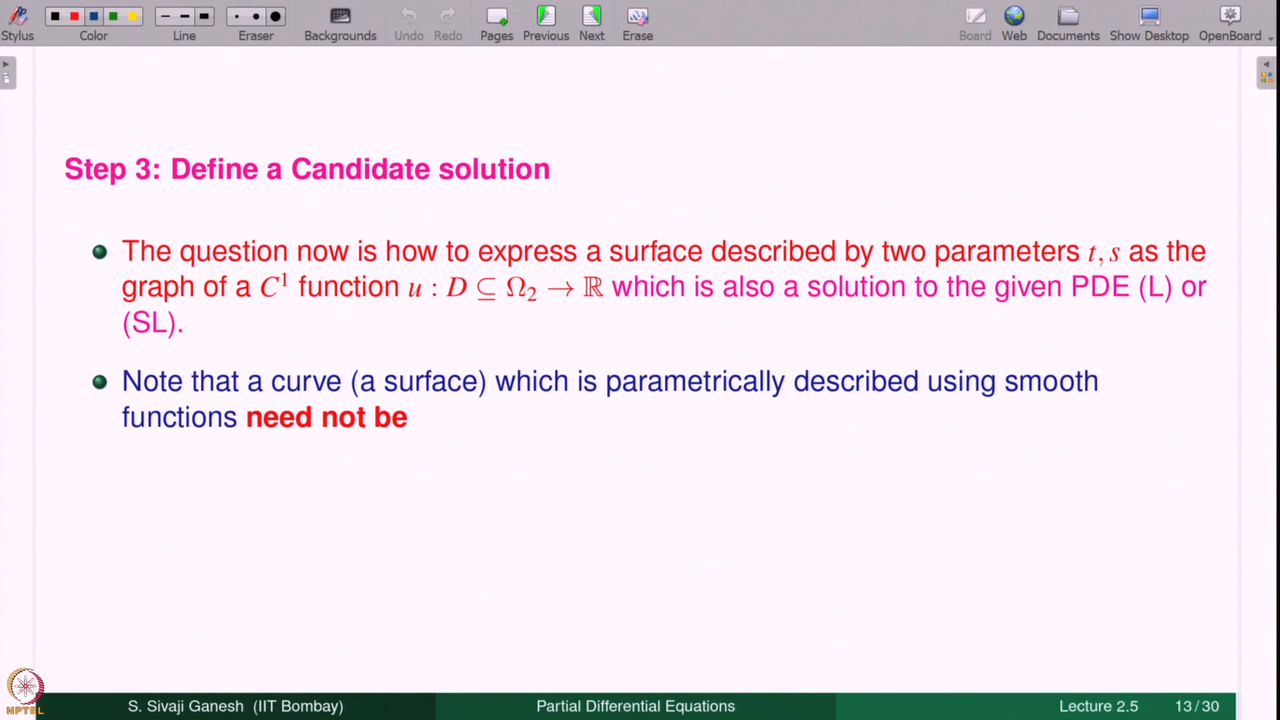 Stylus Color Line Eraser Backgrounds Undo Redo Pages Previous Next Erase Board Web Documents Show Desktop OpenBoard
Step 3: Define a Candidate solution
The question now is how to express a surface described by two parameters t, s as the
graph of a C¹ function u : D ⊆ Ω₂ → ℝ which is also a solution to the given PDE (L) or
(SL).
Note that a curve (a surface) which is parametrically described using smooth
functions need not be
NPTEL
S. Sivaji Ganesh (IIT Bombay) Partial Differential Equations Lecture 2.5 13 / 30